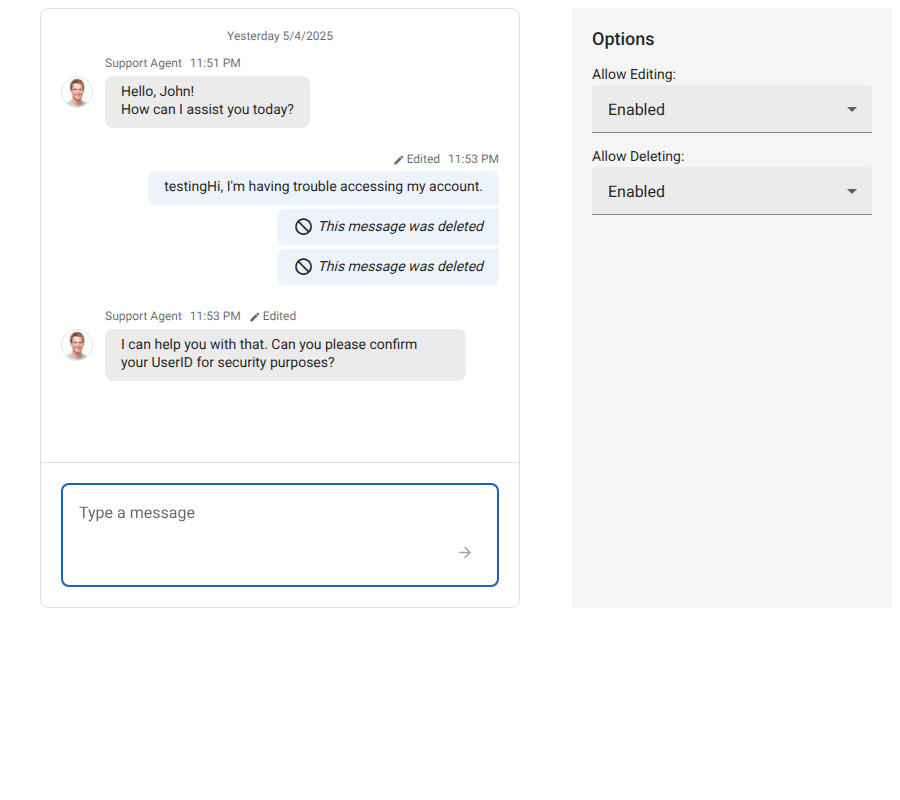 Yesterday 5/4/2025
Support Agent 11:51 PM
Hello, John!
How can I assist you today?
Edited 11:53 PM
testingHi, I'm having trouble accessing my account.
This message was deleted
This message was deleted
Support Agent 11:53 PM Edited
I can help you with that. Can you please confirm
your UserID for security purposes?
Type a message
Options
Allow Editing:
Enabled
Allow Deleting:
Enabled